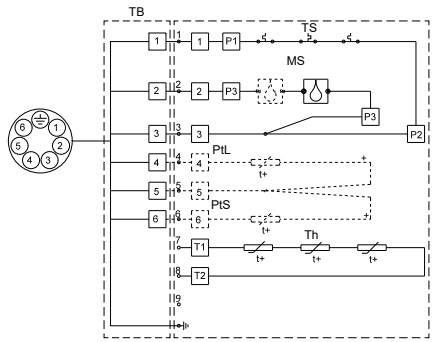 TB
TS
1 1 1 P1
MS
2 2 2 P3
P3
6 1
5 2
4 3
3 3 3 P2
PtL
4 4 4 t+ +
5 5 5
PtS
6 6 6 t+ +
Th
7 T1 t+ t+ t+
8 T2
9